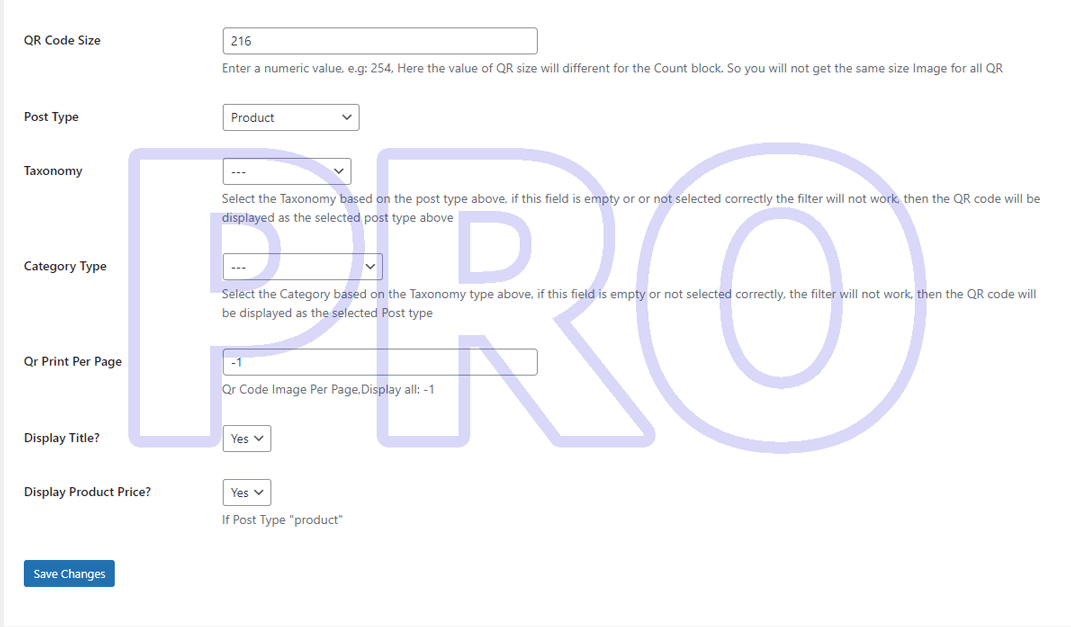 QR Code Size
216
Enter a numeric value, e.g: 254, Here the value of QR size will different for the Count block. So you will not get the same size Image for all QR
Post Type
Product
Taxonomy
---
Select the Taxonomy based on the post type above, if this field is empty or or not selected correctly the filter will not work, then the QR code will be
displayed as the selected post type above
Category Type
---
Select the Category based on the Taxonomy type above, if this field is empty or not selected correctly, the filter will not work, then the QR code will
be displayed as the selected Post type
Qr Print Per Page
-1
Qr Code Image Per Page,Display all: -1
Display Title?
Yes
Display Product Price?
Yes
If Post Type "product"
Save Changes
PRO